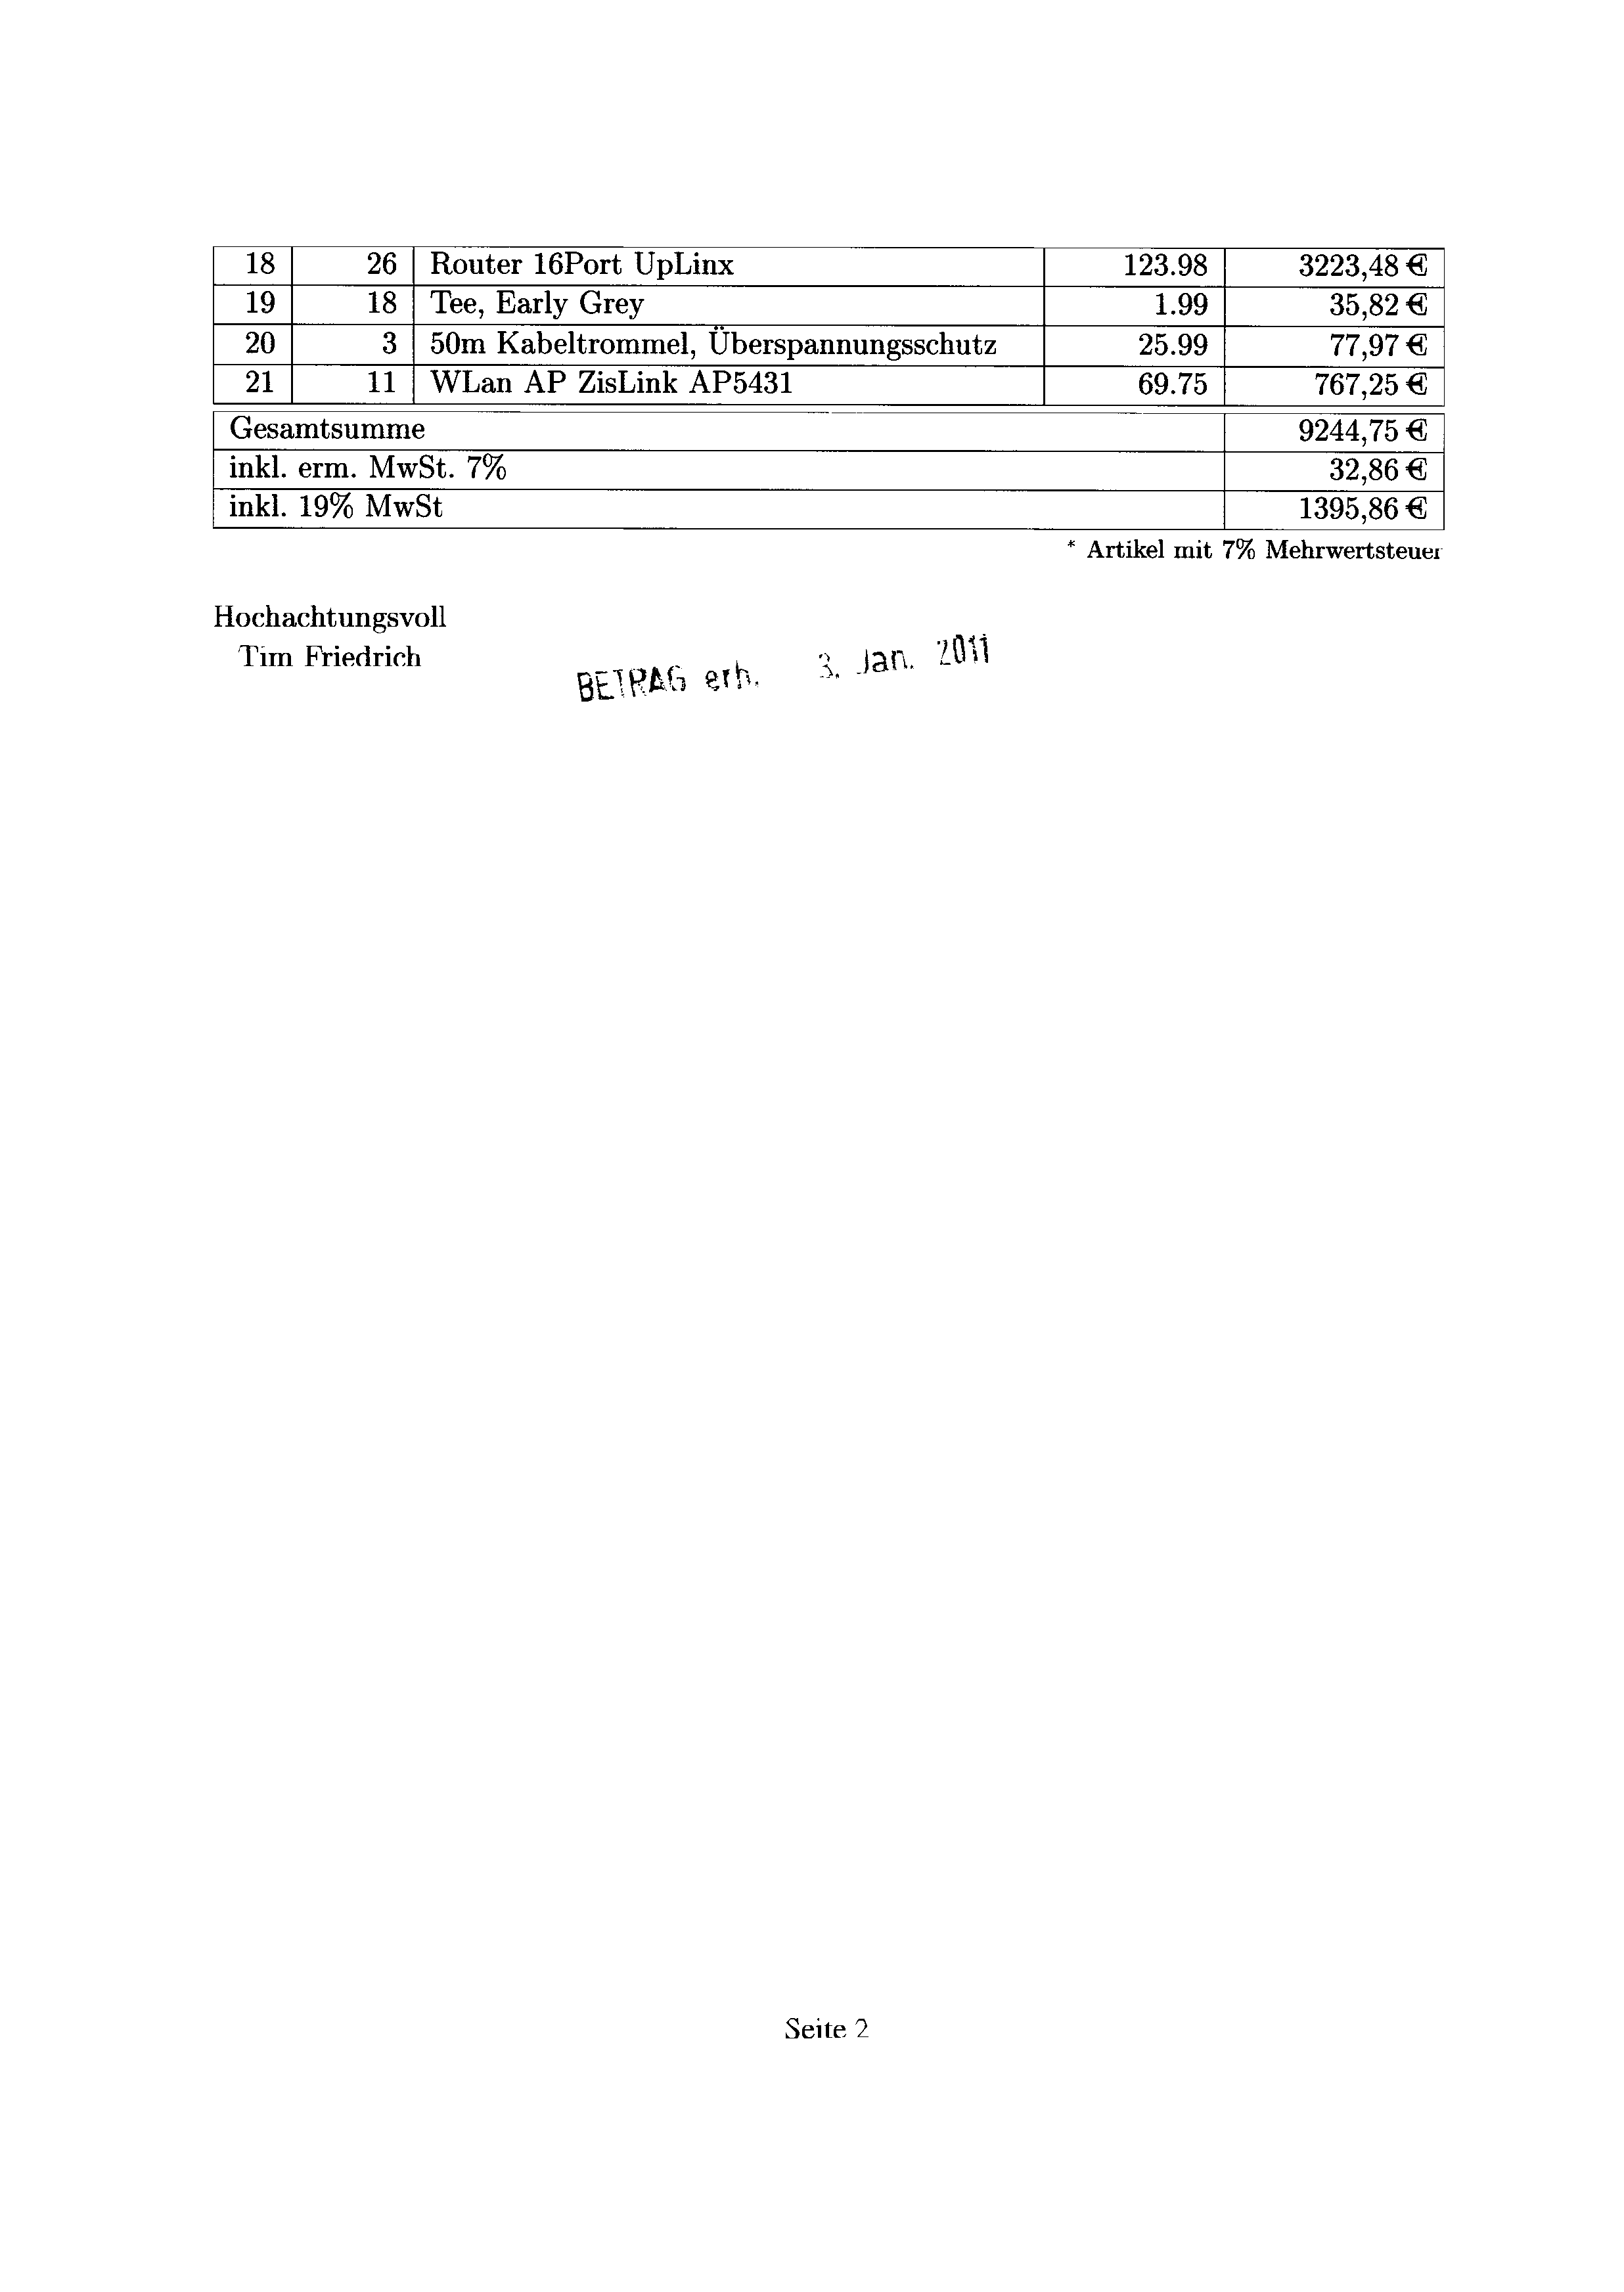 18 26 Router 16Port UpLinx 123.98 3223,48 €
19 18 Tee, Early Grey 1.99 35,82 €
20 3 50m Kabeltrommel, Überspannungsschutz 25.99 77,97 €
21 11 WLan AP ZisLink AP5431 69.75 767,25 €
Gesamtsumme 9244,75 €
inkl. erm. MwSt. 7% 32,86 €
inkl. 19% MwSt 1395,86 €
* Artikel mit 7% Mehrwertsteuer
Hochachtungsvoll
Tim Friedrich
BETRAG erh. 3. Jan. 2011
Seite 2